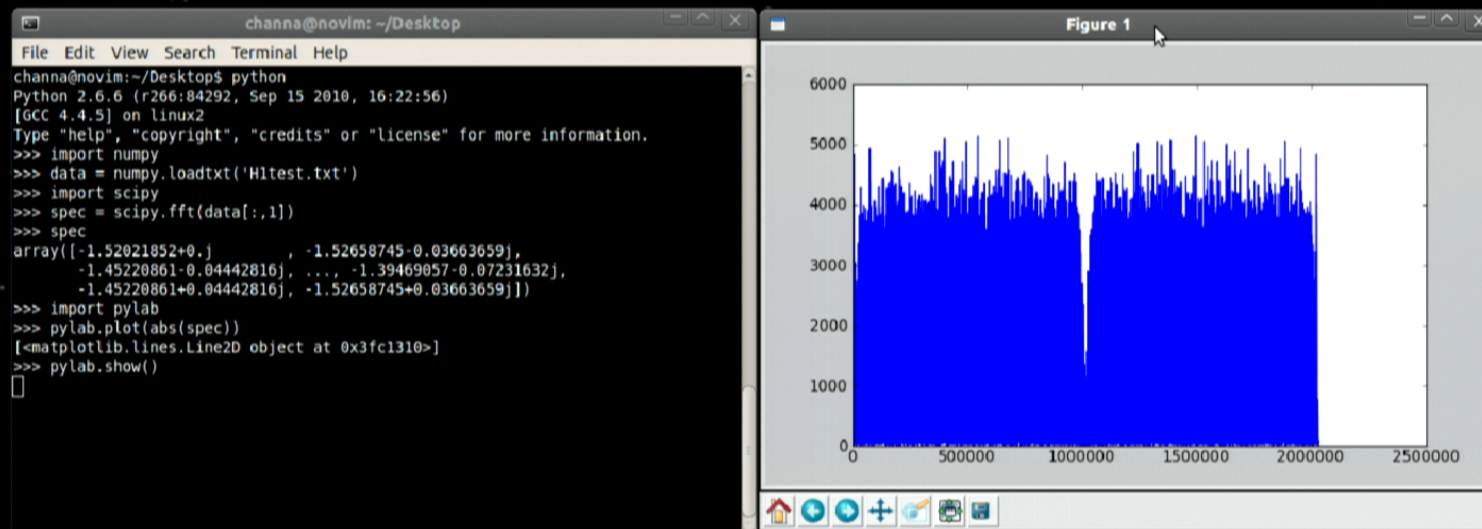 channa@novim: ~/Desktop
File Edit View Search Terminal Help
channa@novim:~/Desktop$ python
Python 2.6.6 (r266:84292, Sep 15 2010, 16:22:56)
[GCC 4.4.5] on linux2
Type "help", "copyright", "credits" or "license" for more information.
>>> import numpy
>>> data = numpy.loadtxt('H1test.txt')
>>> import scipy
>>> spec = scipy.fft(data[:,1])
>>> spec
array([-1.52021852+0.j        , -1.52658745-0.03663659j,
       -1.45220861-0.04442816j, ..., -1.39469057-0.07231632j,
       -1.45220861+0.04442816j, -1.52658745+0.03663659j])
>>> import pylab
>>> pylab.plot(abs(spec))
[<matplotlib.lines.Line2D object at 0x3fc1310>]
>>> pylab.show()
Figure 1
6000
5000
4000
3000
2000
1000
0
0 500000 1000000 1500000 2000000 2500000